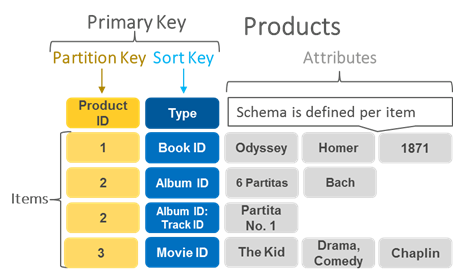 Primary Key
Products
Partition Key
Sort Key
Attributes
Product
ID
Type
Schema is defined per item
Items
1
Book ID
Odyssey
Homer
1871
2
Album ID
6 Partitas
Bach
2
Album ID:
Track ID
Partita
No. 1
3
Movie ID
The Kid
Drama,
Comedy
Chaplin